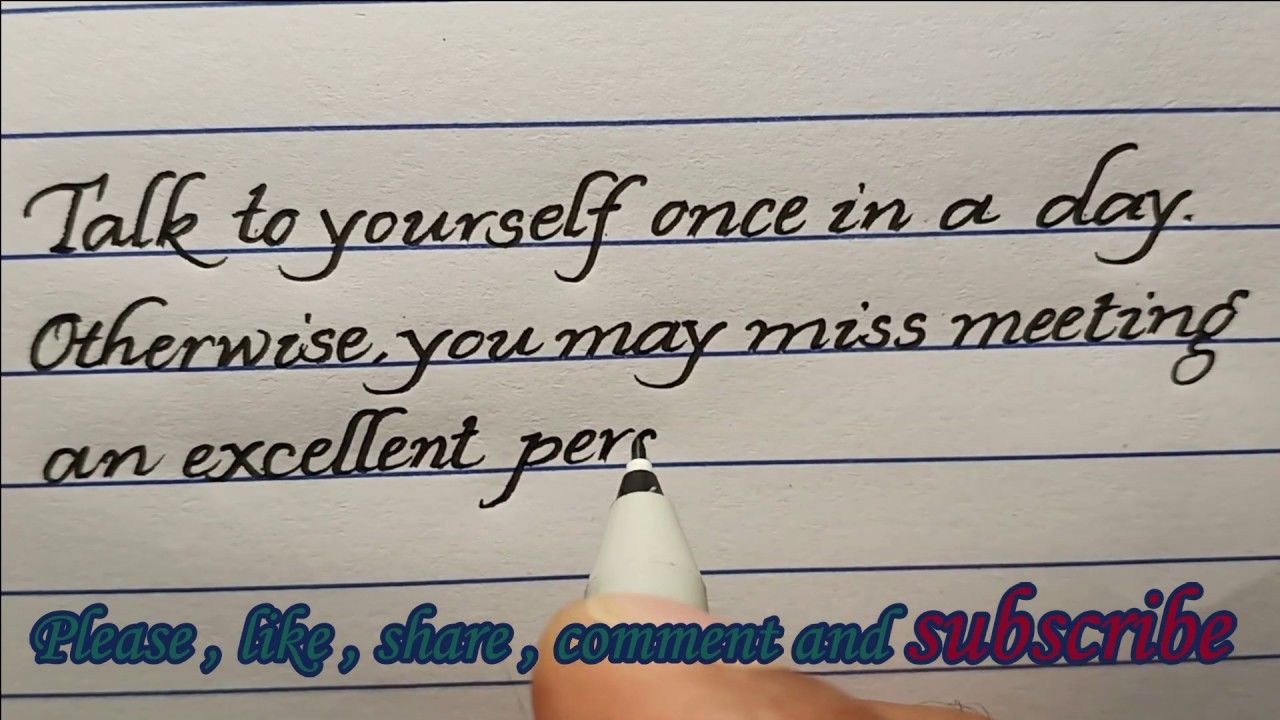 Talk to yourself once in a day.
Otherwise, you may miss meeting
an excellent pers
Please, like, share, comment and subscribe